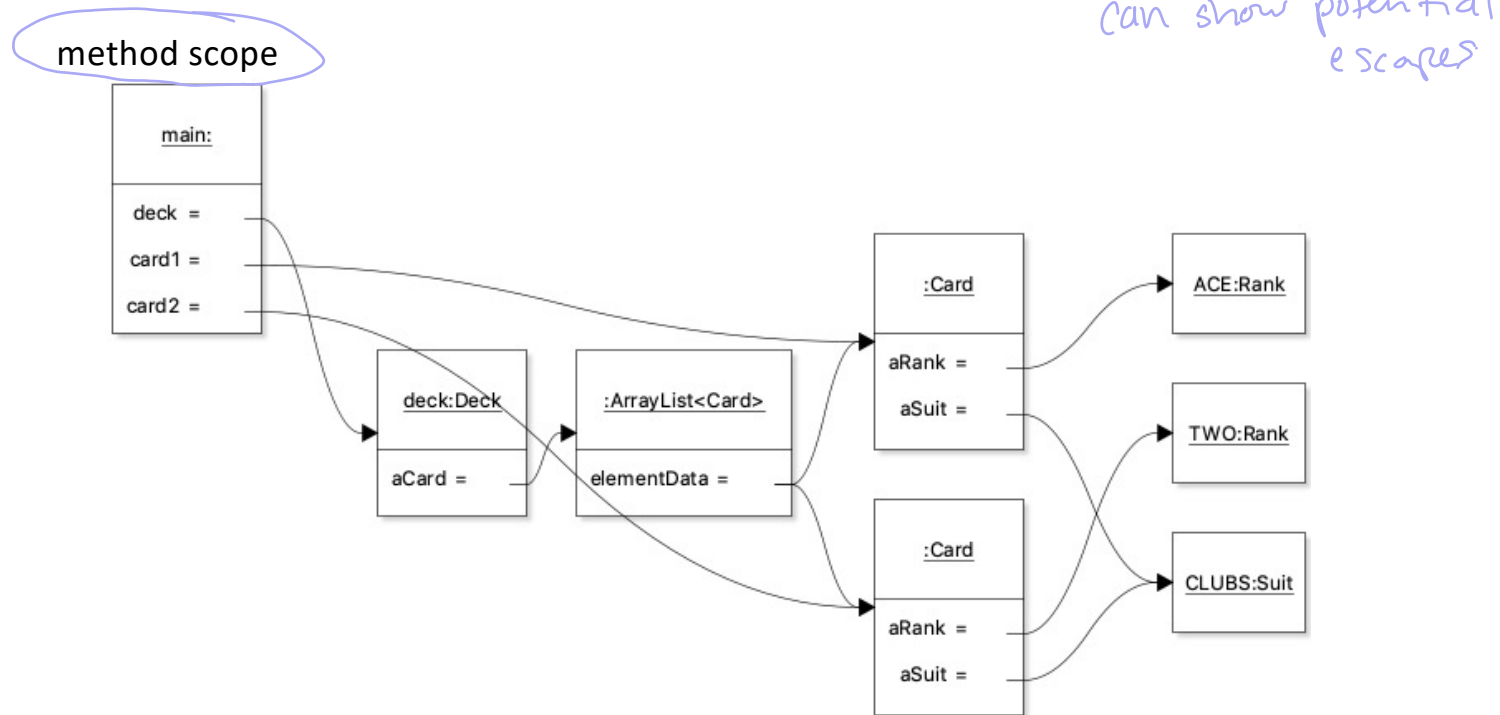 can show potential
escapes
method scope
main:
deck =
card1 =
card2 =
deck:Deck
aCard =
:ArrayList<Card>
elementData =
:Card
aRank =
aSuit =
:Card
aRank =
aSuit =
ACE:Rank
TWO:Rank
CLUBS:Suit